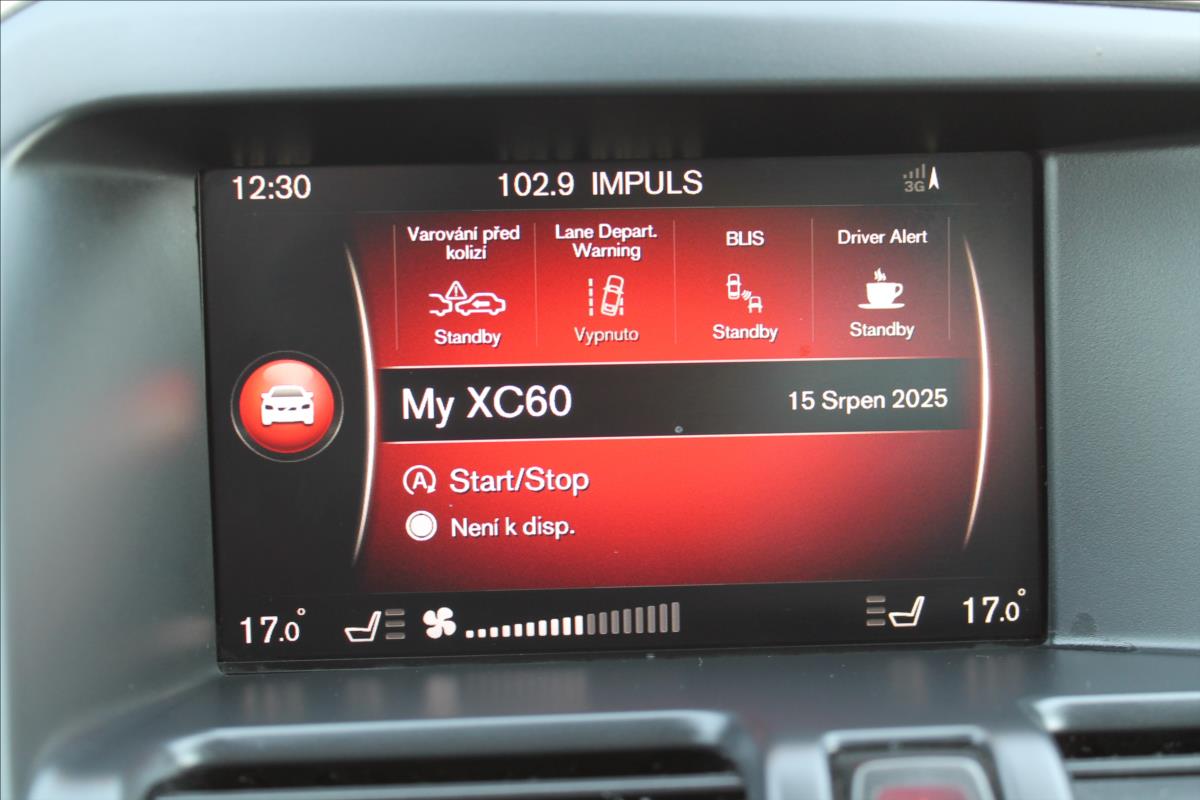 12:30 102.9 IMPULS 3G
Varování před
kolizí
Standby
Lane Depart.
Warning
Vypnuto
BLIS
Standby
Driver Alert
Standby
My XC60 15 Srpen 2025
A Start/Stop
Není k disp.
17.0° 17.0°